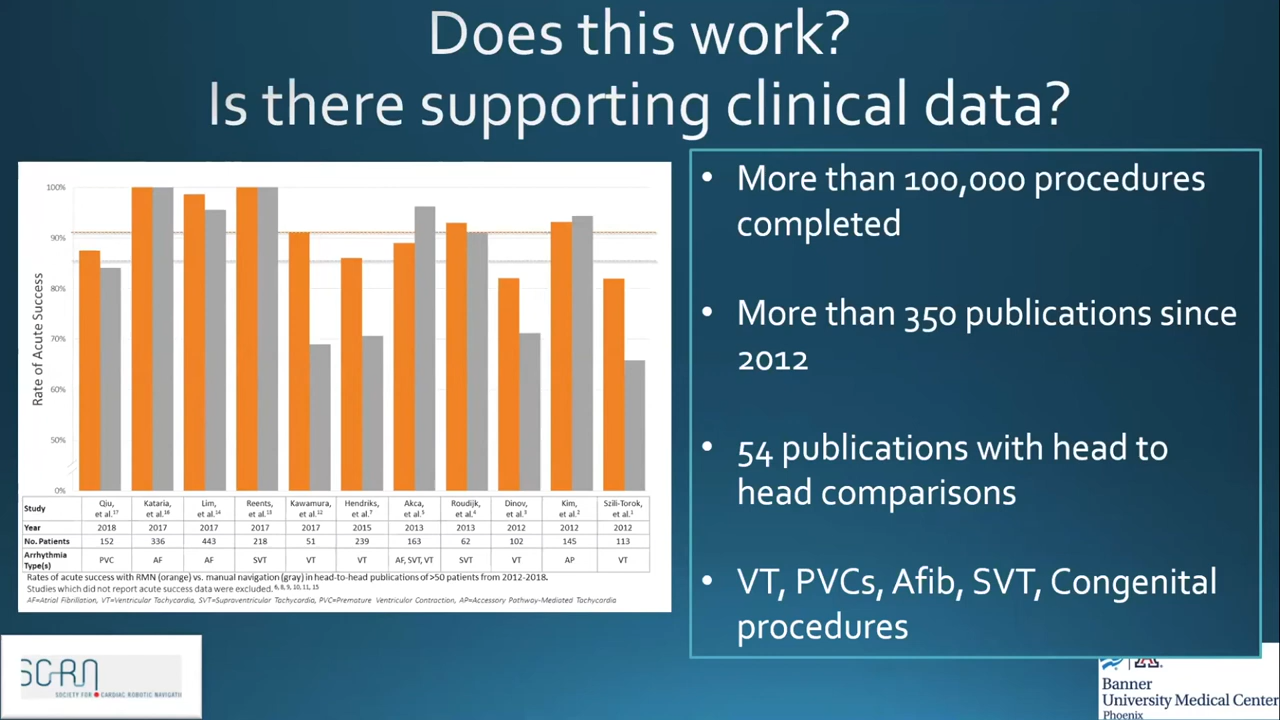 Does this work?
Is there supporting clinical data?
100%
90%
80%
70%
60%
50%
0%
Rate of Acute Success
Study Qiu, et al.17 Kataria, et al.16 Lim, et al.14 Reents, et al.13 Kawamura, et al.12 Hendriks, et al.7 Akca, et al.5 Roudijk, et al.4 Dinov, et al.3 Kim, et al.2 Szili-Torok, et al.1
Year 2018 2017 2017 2017 2017 2015 2013 2013 2012 2012 2012
No. Patients 152 336 443 218 51 239 163 62 102 145 113
Arrhythmia Type(s) PVC AF AF SVT VT VT AF, SVT, VT SVT VT AP VT
Rates of acute success with RMN (orange) vs. manual navigation (gray) in head-to-head publications of >50 patients from 2012-2018.
Studies which did not report acute success data were excluded. 6, 8, 9, 10, 11, 15
AF=Atrial Fibrillation, VT=Ventricular Tachycardia, SVT=Supraventricular Tachycardia, PVC=Premature Ventricular Contraction, AP=Accessory Pathway-Mediated Tachycardia
• More than 100,000 procedures
completed
• More than 350 publications since
2012
• 54 publications with head to
head comparisons
• VT, PVCs, Afib, SVT, Congenital
procedures
SCRN
SOCIETY FOR CARDIAC ROBOTIC NAVIGATI
A
Banner
University Medical Center
Phoenix